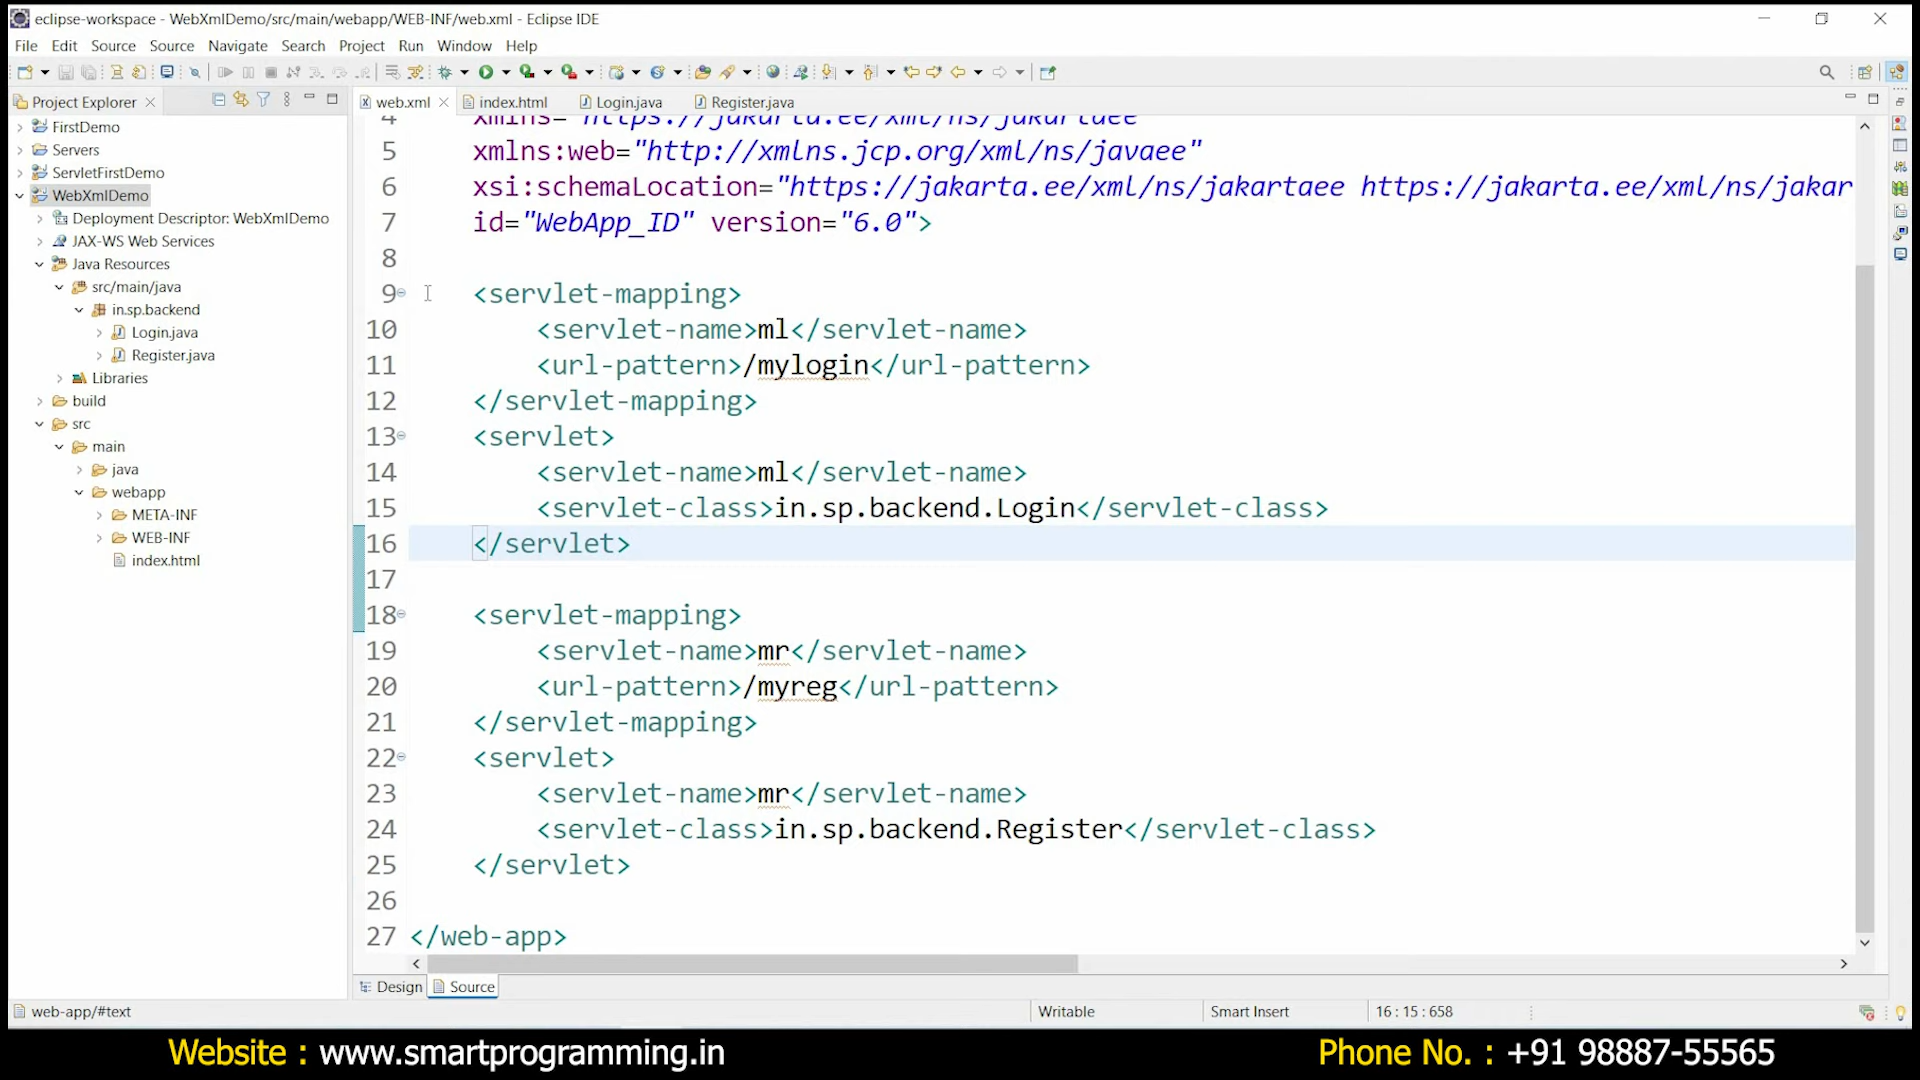 eclipse-workspace - WebXmlDemo/src/main/webapp/WEB-INF/web.xml - Eclipse IDE
File Edit Source Source Navigate Search Project Run Window Help
Project Explorer
web.xml index.html Login.java Register.java
FirstDemo
Servers
ServletFirstDemo
WebXmlDemo
Deployment Descriptor: WebXmlDemo
JAX-WS Web Services
Java Resources
src/main/java
in.sp.backend
Login.java
Register.java
Libraries
build
src
main
java
webapp
META-INF
WEB-INF
index.html
4 xmlns="https://jakarta.ee/xml/ns/jakartaee"
5 xmlns:web="http://xmlns.jcp.org/xml/ns/javaee"
6 xsi:schemaLocation="https://jakarta.ee/xml/ns/jakartaee https://jakarta.ee/xml/ns/jakar
7 id="WebApp_ID" version="6.0">
8
9 <servlet-mapping>
10 <servlet-name>ml</servlet-name>
11 <url-pattern>/mylogin</url-pattern>
12 </servlet-mapping>
13 <servlet>
14 <servlet-name>ml</servlet-name>
15 <servlet-class>in.sp.backend.Login</servlet-class>
16 </servlet>
17
18 <servlet-mapping>
19 <servlet-name>mr</servlet-name>
20 <url-pattern>/myreg</url-pattern>
21 </servlet-mapping>
22 <servlet>
23 <servlet-name>mr</servlet-name>
24 <servlet-class>in.sp.backend.Register</servlet-class>
25 </servlet>
26
27 </web-app>
Design Source
web-app/#text Writable Smart Insert 16 : 15 : 658
Website : www.smartprogramming.in Phone No. : +91 98887-55565